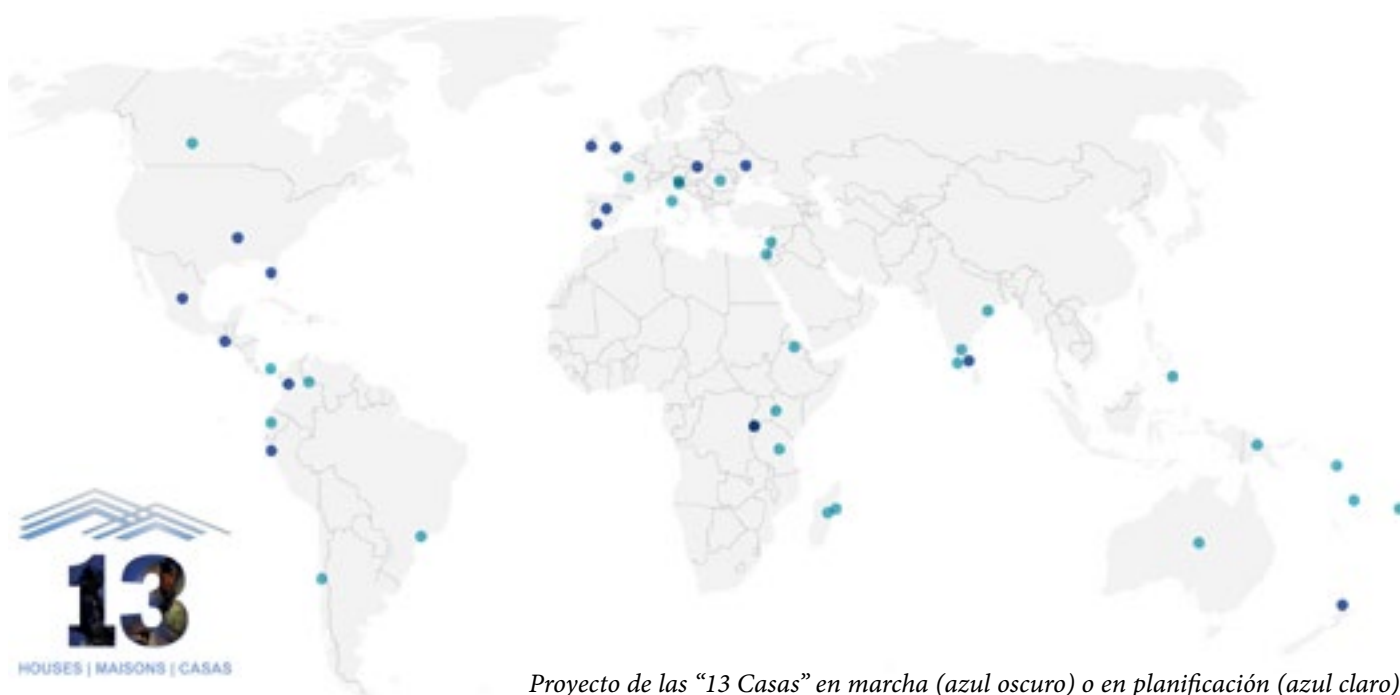 13
HOUSES | MAISONS | CASAS
Proyecto de las “13 Casas” en marcha (azul oscuro) o en planificación (azul claro)